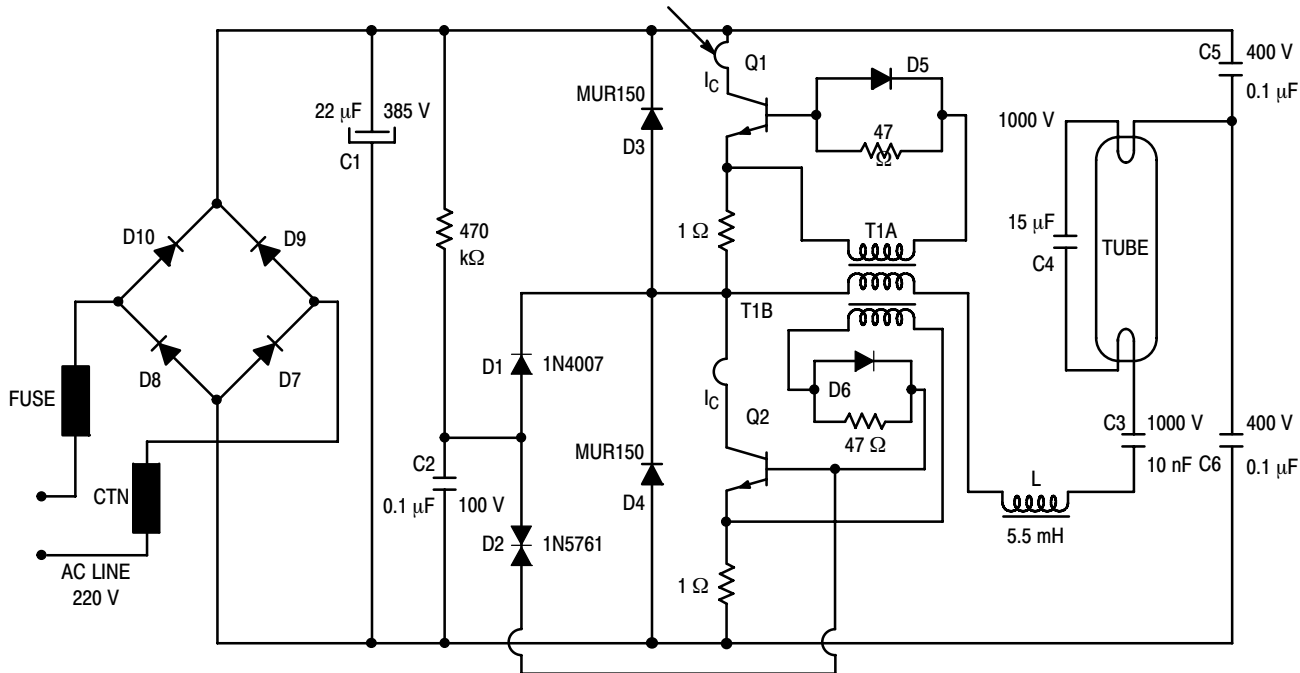 Q1
IC
D5
C5
400 V
0.1 µF
22 µF
385 V
C1
MUR150
D3
47
Ω
1000 V
D10
D9
470
kΩ
1 Ω
T1A
15 µF
C4
TUBE
T1B
D1
1N4007
D8
D7
FUSE
D6
IC
Q2
47 Ω
C3
1000 V
10 nF
C6
400 V
0.1 µF
MUR150
D4
C2
0.1 µF
100 V
CTN
L
5.5 mH
D2
1N5761
AC LINE
220 V
1 Ω